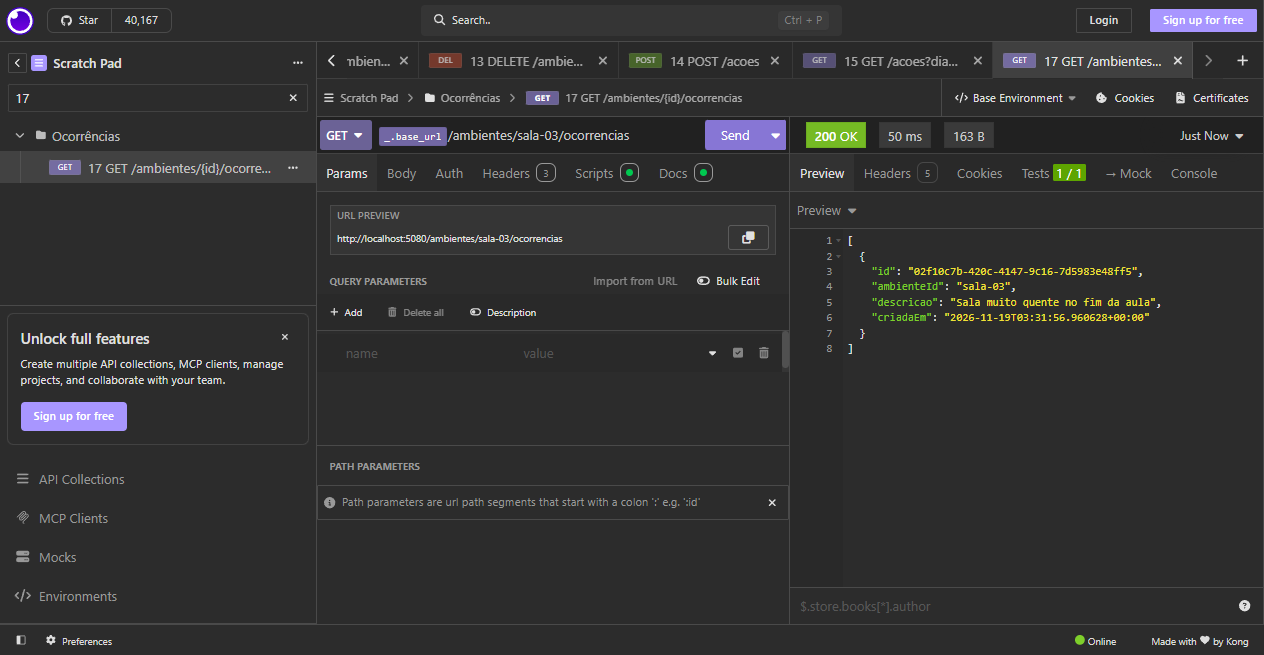 Star 40,167
Search.. Ctrl + P
Login Sign up for free
Scratch Pad
17
Ocorrências
GET 17 GET /ambientes/{id}/ocorre...
Unlock full features
Create multiple API collections, MCP clients, manage
projects, and collaborate with your team.
Sign up for free
API Collections
MCP Clients
Mocks
Environments
Preferences
mbien... DEL 13 DELETE /ambie... POST 14 POST /acoes GET 15 GET /acoes?dia... GET 17 GET /ambientes...
Scratch Pad Ocorrências GET 17 GET /ambientes/{id}/ocorrencias
Base Environment Cookies Certificates
GET _.base_url/ambientes/sala-03/ocorrencias Send
Params Body Auth Headers 3 Scripts Docs
URL PREVIEW
http://localhost:5080/ambientes/sala-03/ocorrencias
QUERY PARAMETERS Import from URL Bulk Edit
Add Delete all Description
name value
PATH PARAMETERS
Path parameters are url path segments that start with a colon ':' e.g. ':id'
200 OK 50 ms 163 B Just Now
Preview Headers 5 Cookies Tests 1 / 1 → Mock Console
Preview
1 [
2 {
3 "id": "02f10c7b-420c-4147-9c16-7d5983e48ff5",
4 "ambienteId": "sala-03",
5 "descricao": "Sala muito quente no fim da aula",
6 "criadaEm": "2026-11-19T03:31:56.960628+00:00"
7 }
8 ]
$.store.books[*].author
Online Made with ♥ by Kong